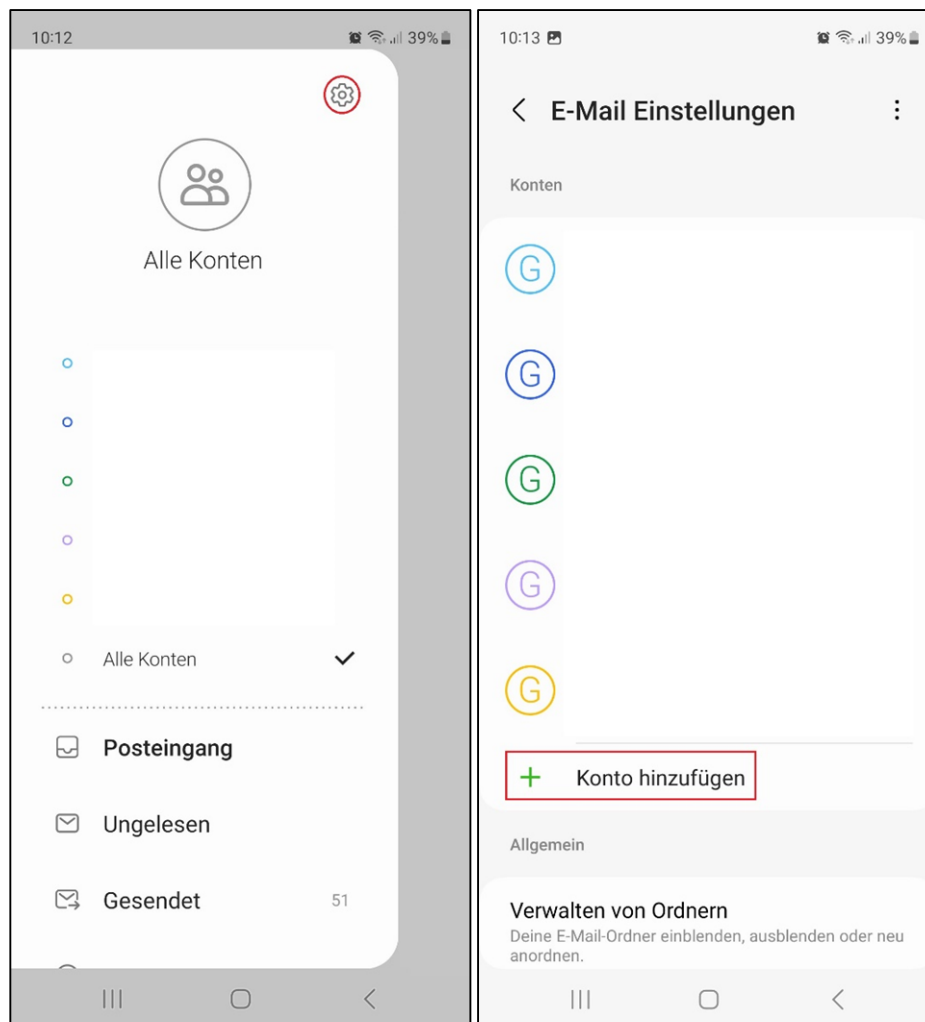 10:12
39%
Alle Konten
Alle Konten
Posteingang
Ungelesen
Gesendet 51
10:13
39%
E-Mail Einstellungen
Konten
G
G
G
G
G
+ Konto hinzufügen
Allgemein
Verwalten von Ordnern
Deine E-Mail-Ordner einblenden, ausblenden oder neu
anordnen.